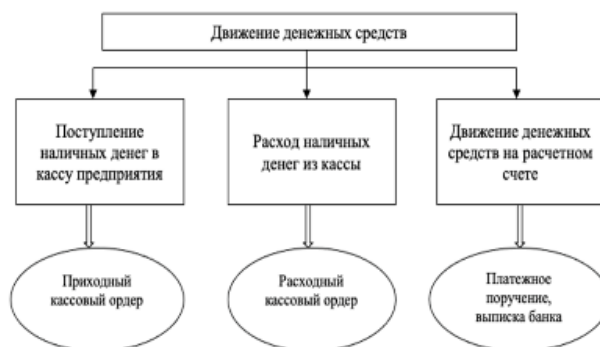 Движение денежных средств
Поступление
наличных денег в
кассу предприятия
Расход наличных
денег из кассы
Движение денежных
средств на расчетном
счете
Приходный
кассовый ордер
Расходный
кассовый ордер
Платежное
поручение,
выписка банка